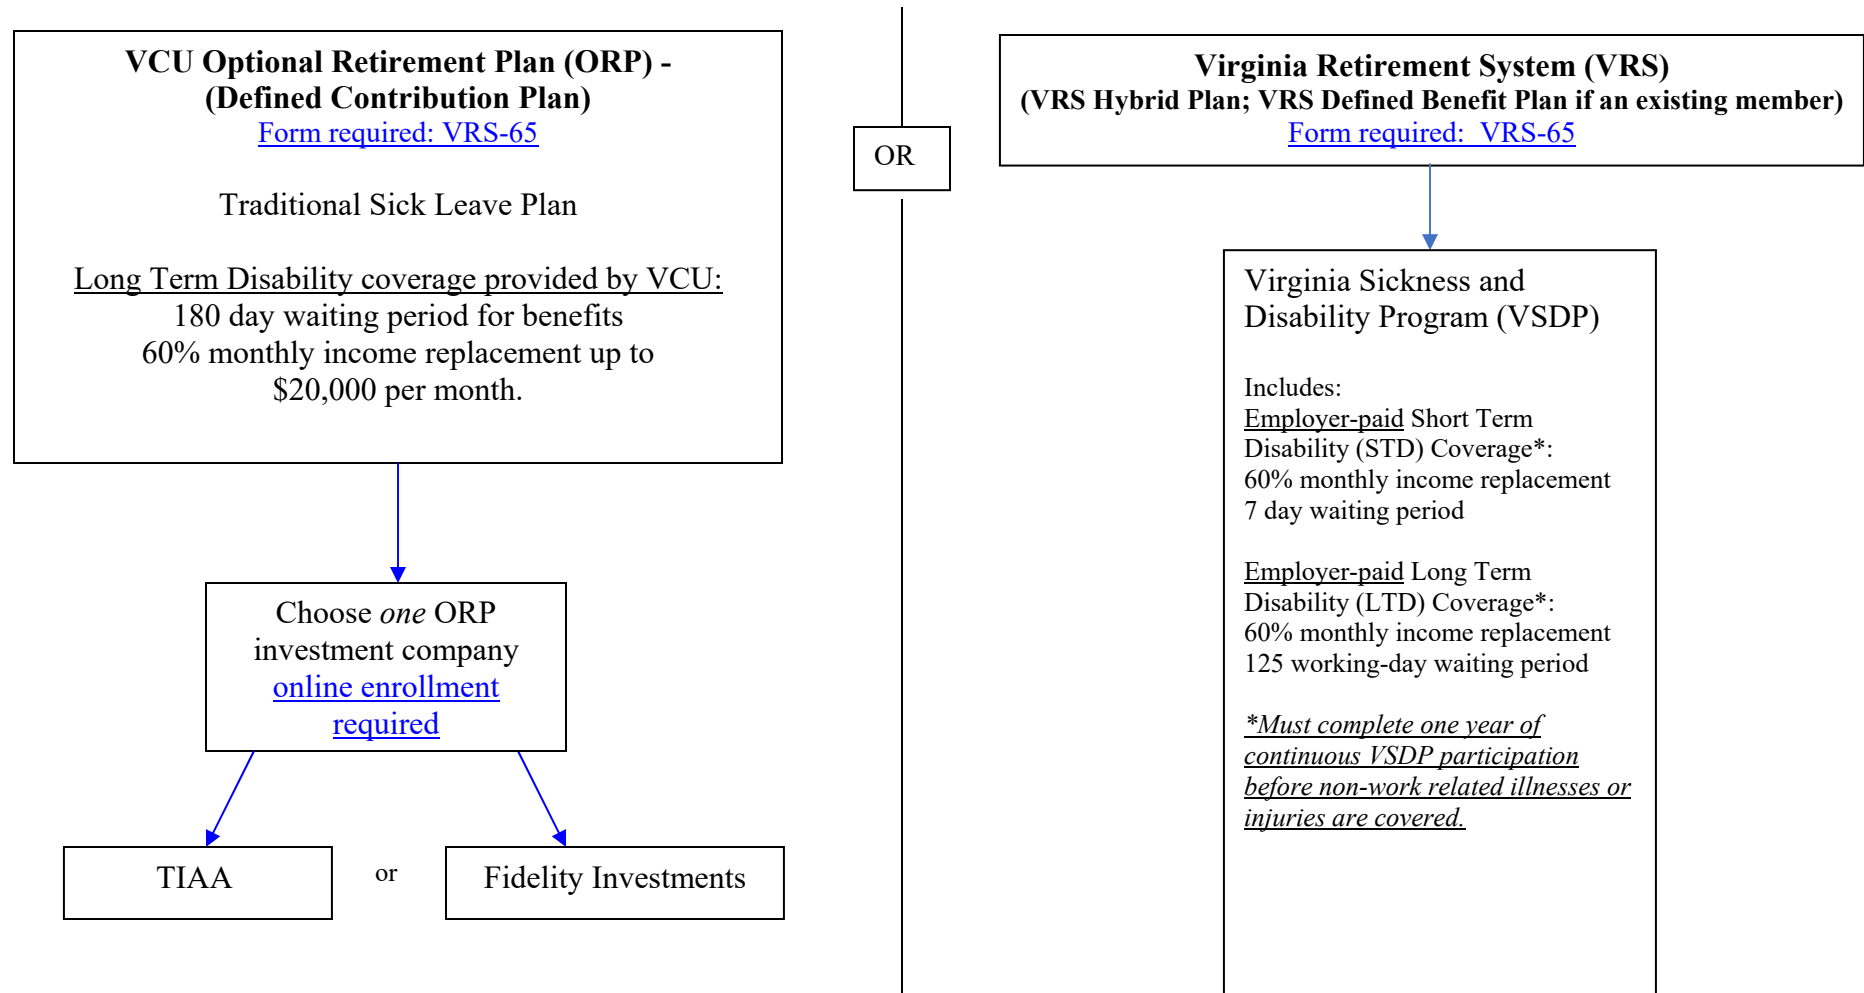 VCU Optional Retirement Plan (ORP) -
(Defined Contribution Plan)
Form required: VRS-65
Traditional Sick Leave Plan
Long Term Disability coverage provided by VCU:
180 day waiting period for benefits
60% monthly income replacement up to
$20,000 per month.
Choose one ORP
investment company
online enrollment
required
TIAA
or
Fidelity Investments
OR
Virginia Retirement System (VRS)
(VRS Hybrid Plan; VRS Defined Benefit Plan if an existing member)
Form required:  VRS-65
Virginia Sickness and
Disability Program (VSDP)
Includes:
Employer-paid Short Term
Disability (STD) Coverage*:
60% monthly income replacement
7 day waiting period
Employer-paid Long Term
Disability (LTD) Coverage*:
60% monthly income replacement
125 working-day waiting period
*Must complete one year of
continuous VSDP participation
before non-work related illnesses or
injuries are covered.